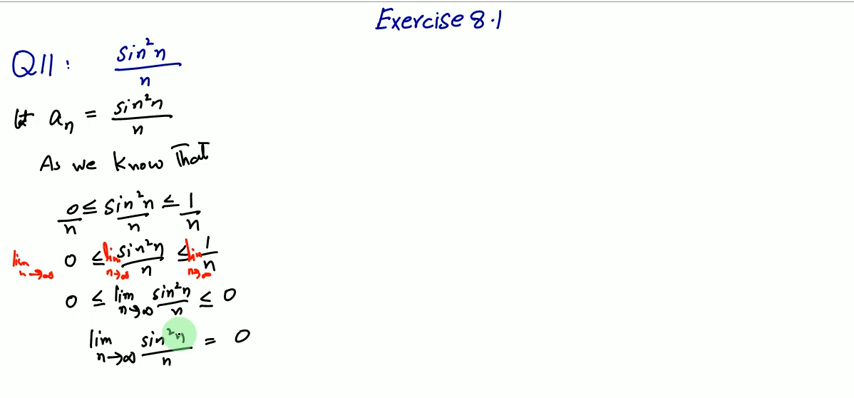 Exercise 8.1
Q11: sin²n/n
let aₙ = sin²n/n
As we know That
0/n ≤ sin²n/n ≤ 1/n
lim n→∞ 0 ≤ lim n→∞ sin²n/n ≤ lim n→∞ 1/n
0 ≤ lim n→∞ sin²n/n ≤ 0
lim n→∞ sin²n/n = 0